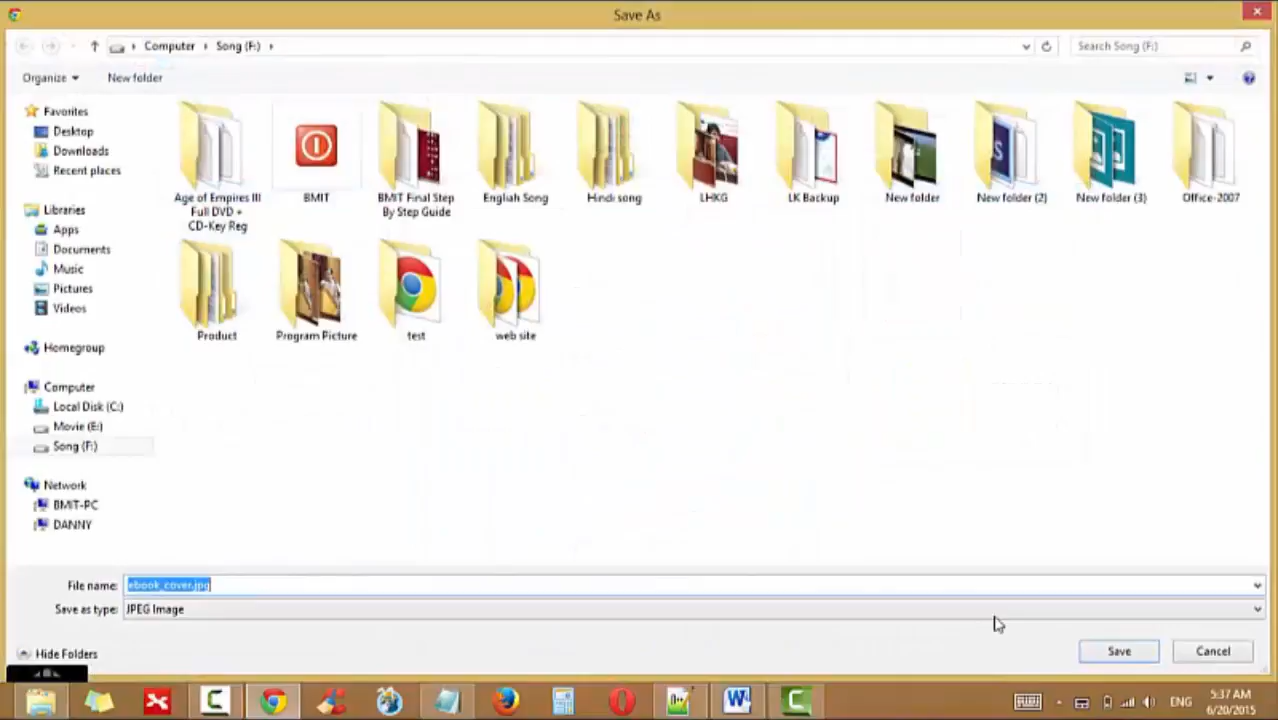 Save As
Computer
Song (F:)
Search Song (F:)
Organize
New folder
Favorites
Desktop
Downloads
Recent places
Libraries
Apps
Documents
Music
Pictures
Videos
Homegroup
Computer
Local Disk (C:)
Movie (E:)
Song (F:)
Network
BMIT-PC
DANNY
Age of Empires III
Full DVD +
CD-Key Reg
BMIT
BMIT Final Step
By Step Guide
English Song
Hindi song
LHKG
LK Backup
New folder
New folder (2)
New folder (3)
Office-2007
Product
Program Picture
test
web site
File name: ebook_cover.jpg
Save as type: JPEG Image
Hide Folders
Save
Cancel
ENG
5:37 AM
6/20/2015